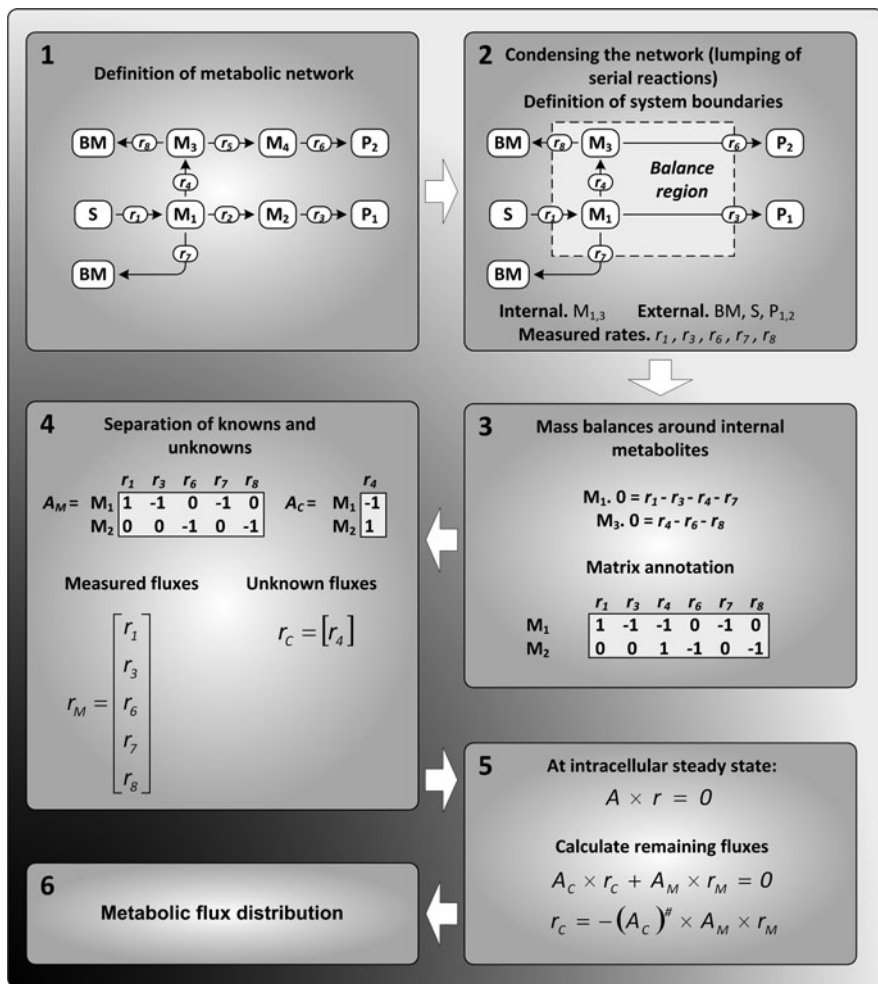 1
Definition of metabolic network
BM r8 M3 r5 M4 r6 P2
r4
S r1 M1 r2 M2 r3 P1
r7
BM
2
Condensing the network (lumping of
serial reactions)
Definition of system boundaries
BM r8 M3 r6 P2
Balance
region
r4
S r1 M1 r3 P1
r7
BM
Internal. M1,3 External. BM, S, P1,2
Measured rates. r1 , r3 , r6 , r7 , r8
3
Mass balances around internal
metabolites
M1. 0 = r1 - r3 - r4 - r7
M3. 0 = r4 - r6 - r8
Matrix annotation
r1 r3 r4 r6 r7 r8
M1 1 -1 -1 0 -1 0
M2 0 0 1 -1 0 -1
4
Separation of knowns and
unknowns
r1 r3 r6 r7 r8 r4
AM = M1 1 -1 0 -1 0 AC = M1 -1
M2 0 0 -1 0 -1 M2 1
Measured fluxes Unknown fluxes
rM = [r1 r3 r6 r7 r8]
rC = [r4]
5
At intracellular steady state:
A × r = 0
Calculate remaining fluxes
AC × rC + AM × rM = 0
rC = -(AC)# × AM × rM
6
Metabolic flux distribution